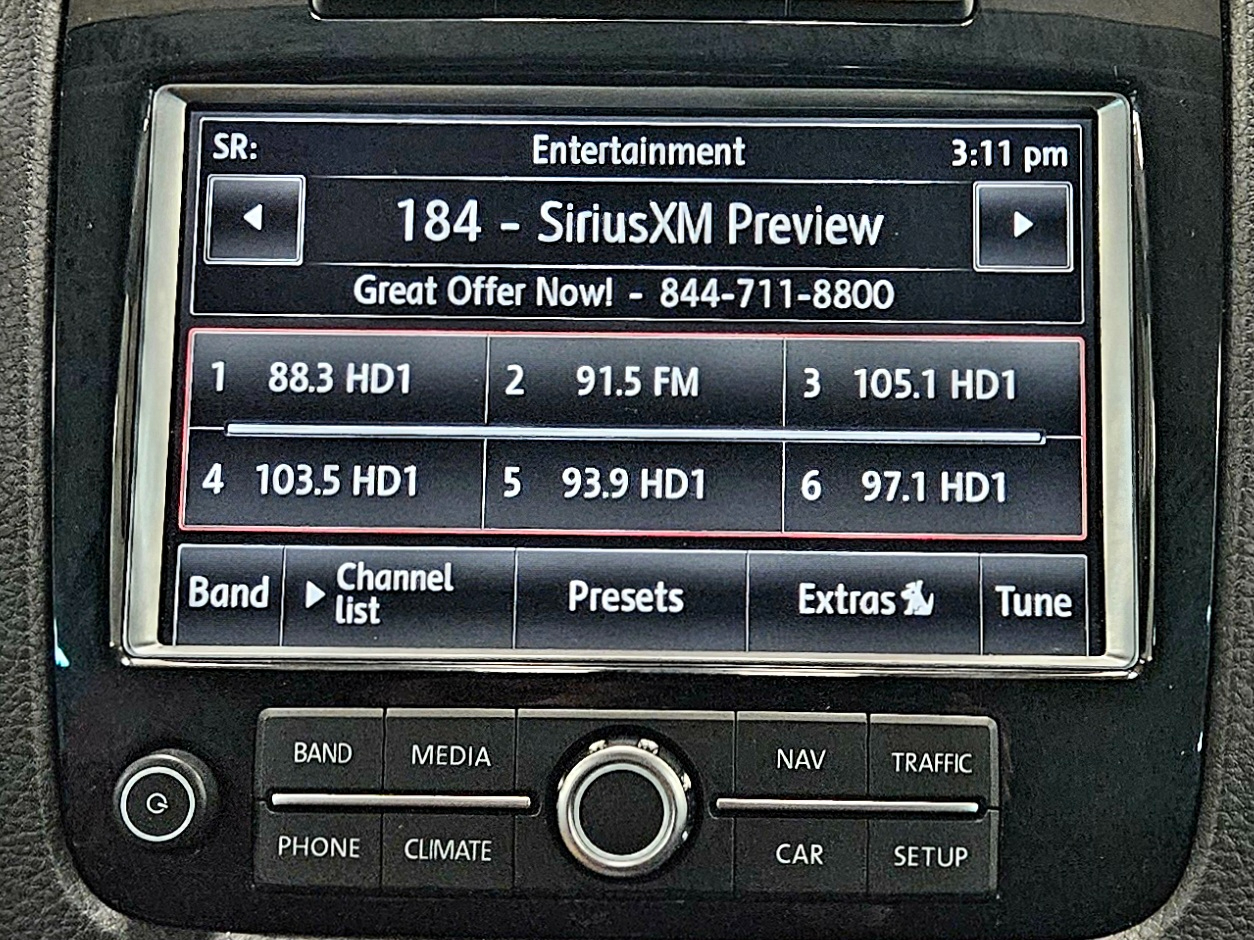 SR: Entertainment 3:11 pm
184 - SiriusXM Preview
Great Offer Now! - 844-711-8800
1 88.3 HD1 2 91.5 FM 3 105.1 HD1
4 103.5 HD1 5 93.9 HD1 6 97.1 HD1
Band Channel list Presets Extras Tune
BAND MEDIA NAV TRAFFIC
PHONE CLIMATE CAR SETUP